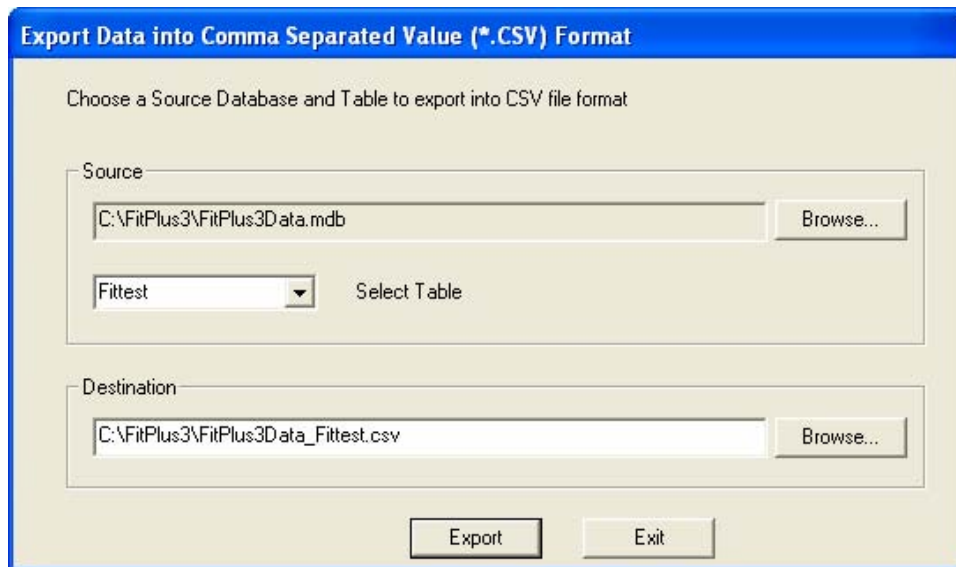 Export Data into Comma Separated Value (*.CSV) Format
Choose a Source Database and Table to export into CSV file format
Source
C:\FitPlus3\FitPlus3Data.mdb
Browse...
Fittest
Select Table
Destination
C:\FitPlus3\FitPlus3Data_Fittest.csv
Browse...
Export
Exit